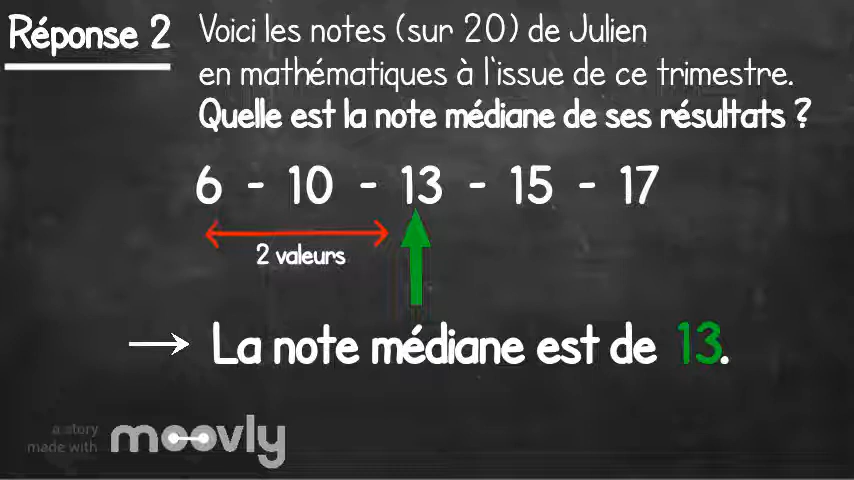 Réponse 2
Voici les notes (sur 20) de Julien
en mathématiques à l'issue de ce trimestre.
Quelle est la note médiane de ses résultats ?
6 - 10 - 13 - 15 - 17
2 valeurs
La note médiane est de 13.
a story
made with
moovly